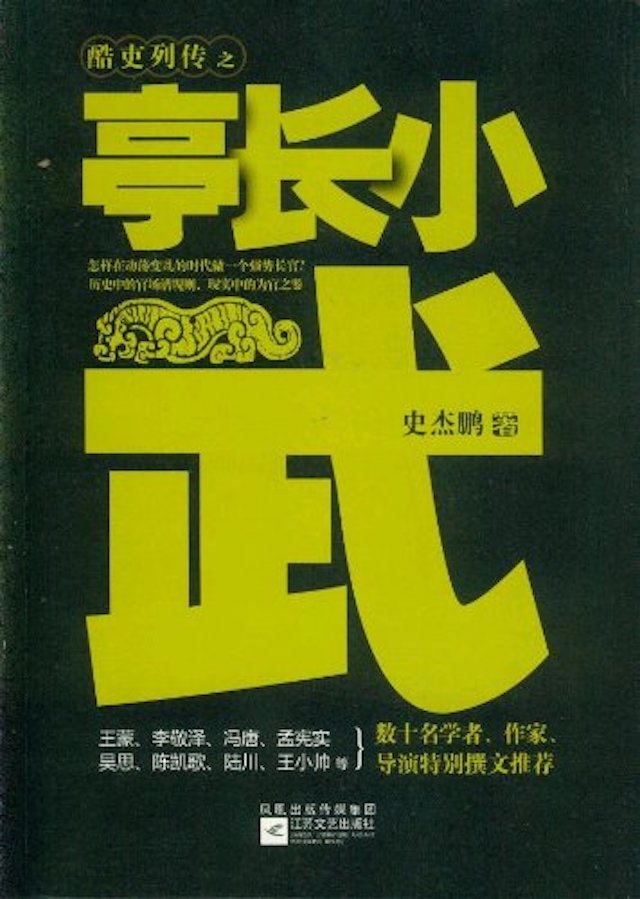 酷吏列传之
亭长小
武
怎样在动荡变乱的时代做一个强势长官?
历史中的官场潜规则，现实中的为官之鉴
史杰鹏 著
王蒙、李敬泽、冯唐、孟宪实
吴思、陈凯歌、陆川、王小帅 等
数十名学者、作家、
导演特别撰文推荐
凤凰出版传媒集团
江苏文艺出版社